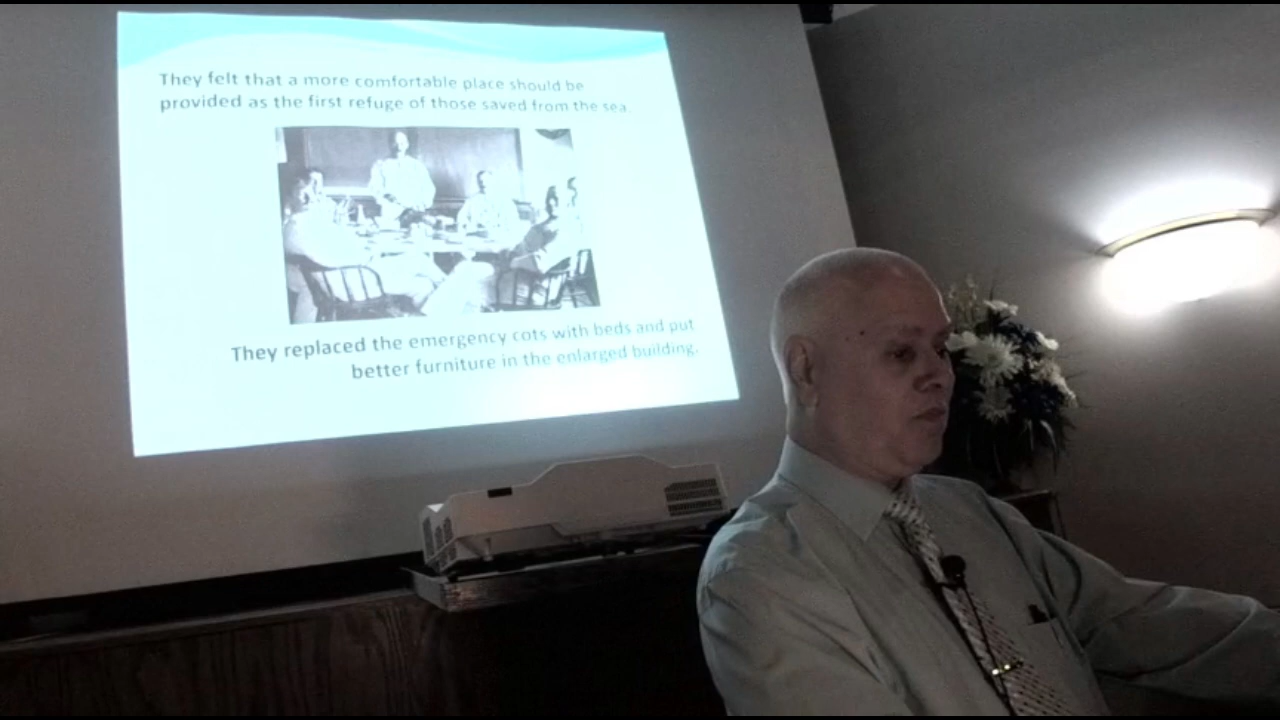 They felt that a more comfortable place should be
provided as the first refuge of those saved from the sea.
They replaced the emergency cots with beds and put
better furniture in the enlarged building.